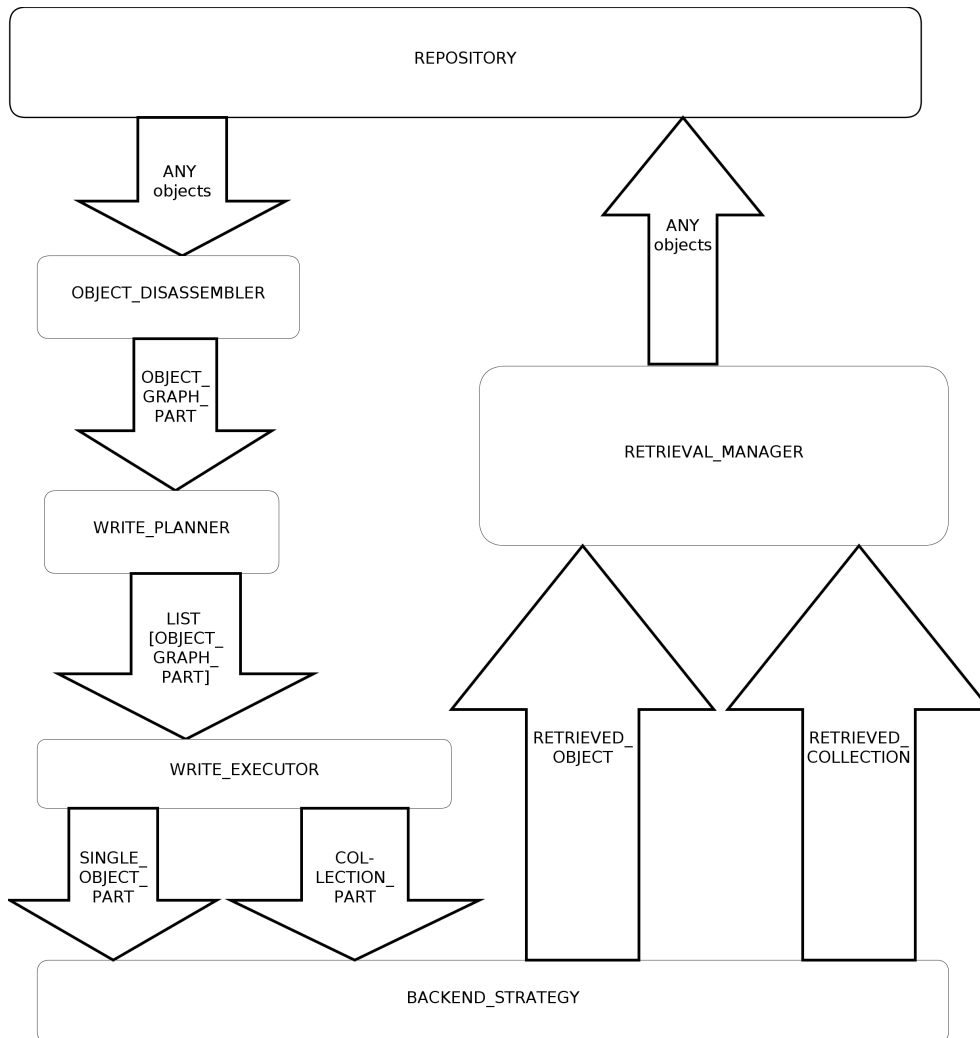 REPOSITORY
ANY
objects
ANY
objects
OBJECT_DISASSEMBLER
OBJECT_
GRAPH_
PART
RETRIEVAL_MANAGER
WRITE_PLANNER
LIST
[OBJECT_
GRAPH_
PART]
RETRIEVED_
OBJECT
RETRIEVED_
COLLECTION
WRITE_EXECUTOR
SINGLE_
OBJECT_
PART
COL-
LECTION_
PART
BACKEND_STRATEGY